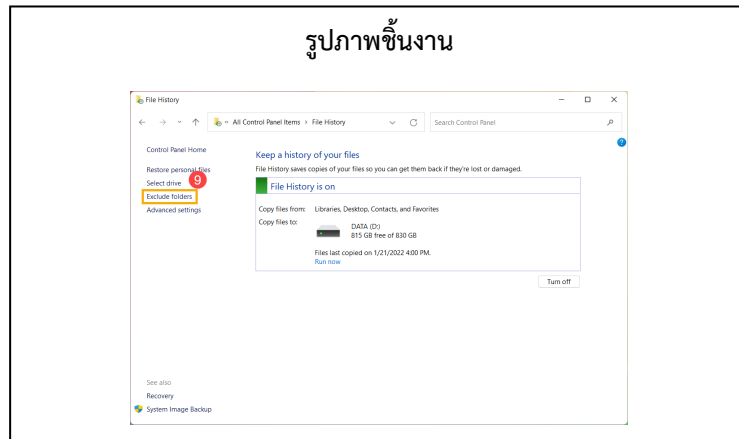 รูปภาพชิ้นงาน
File History
« All Control Panel Items › File History
Search Control Panel
Control Panel Home
Restore personal files
Select drive
9
Exclude folders
Advanced settings
Keep a history of your files
File History saves copies of your files so you can get them back if they're lost or damaged.
File History is on
Copy files from: Libraries, Desktop, Contacts, and Favorites
Copy files to: DATA (D:)
815 GB free of 830 GB
Files last copied on 1/21/2022 4:00 PM.
Run now
Turn off
See also
Recovery
System Image Backup